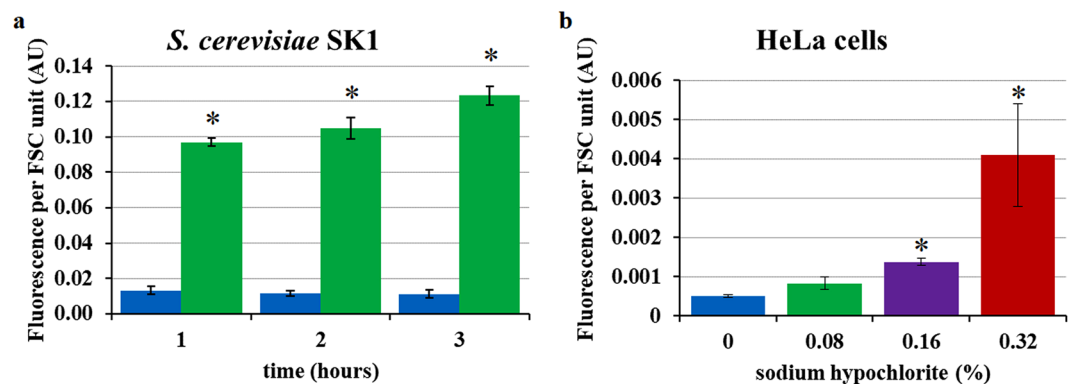 a
S. cerevisiae SK1
Fluorescence per FSC unit (AU)
0.14
0.12
0.10
0.08
0.06
0.04
0.02
0.00
*
*
*
1 2 3
time (hours)
b
HeLa cells
Fluorescence per FSC unit (AU)
0.006
0.005
0.004
0.003
0.002
0.001
0
*
*
0 0.08 0.16 0.32
sodium hypochlorite (%)